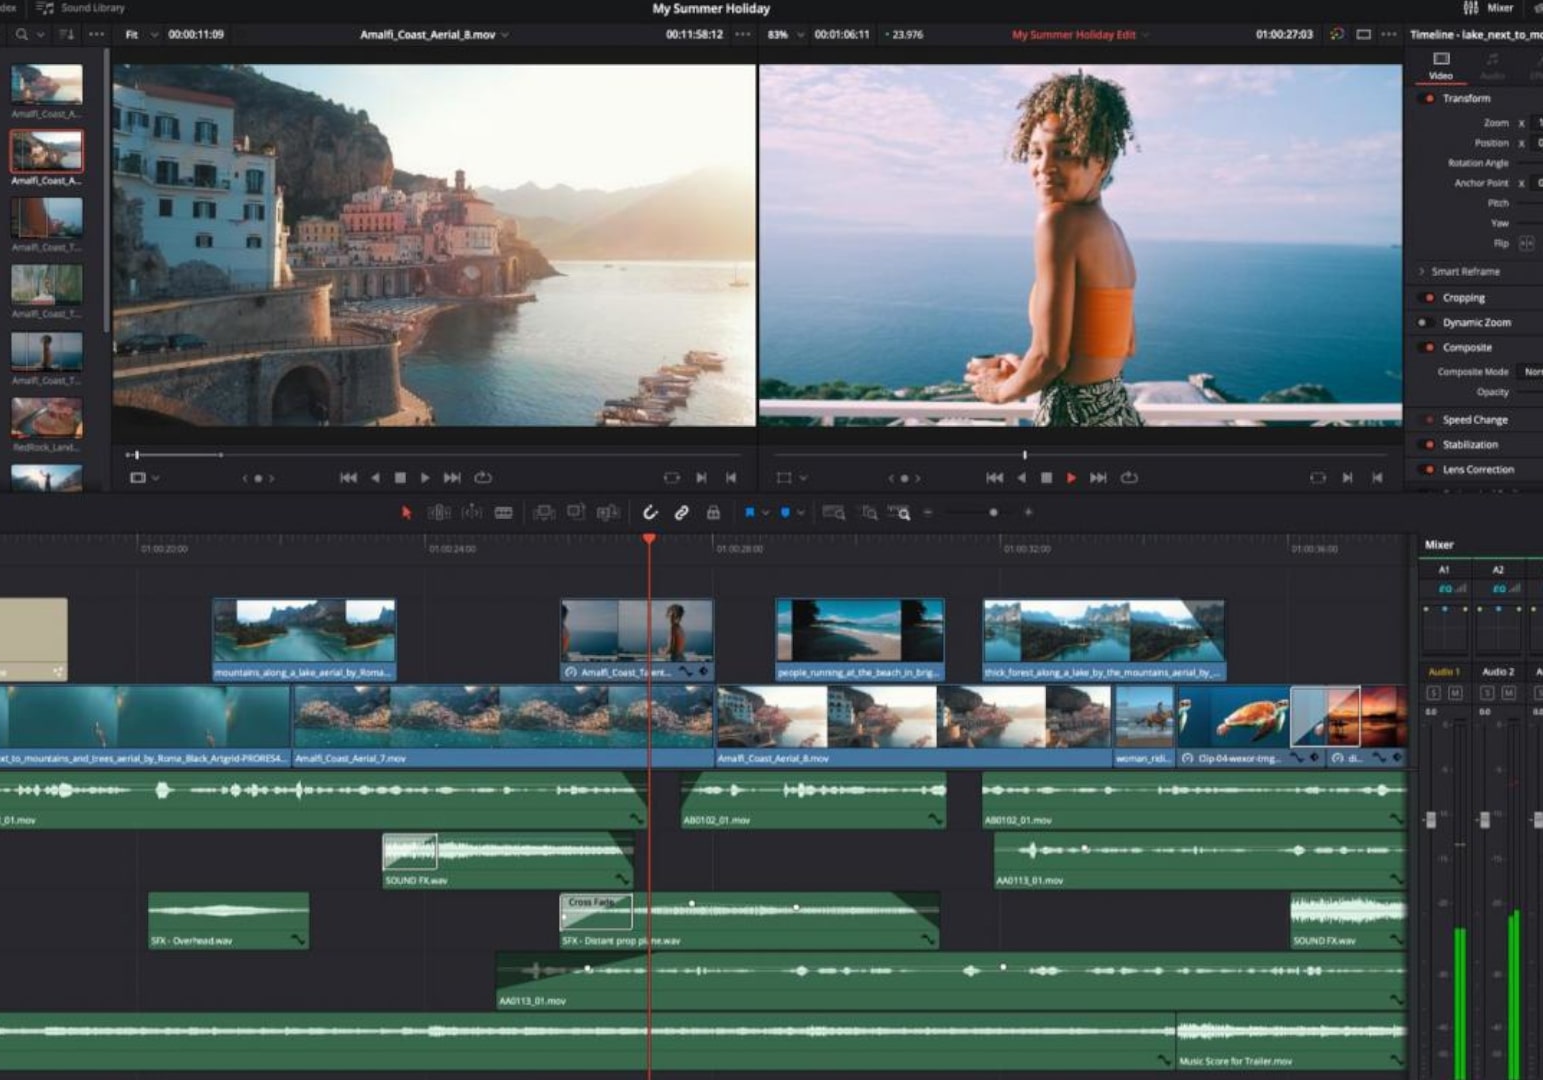 Sound Library
My Summer Holiday
Mixer
Fit 00:00:11:09 Amalfi_Coast_Aerial_8.mov 00:11:58:12
83% 00:01:06:11 23.976 My Summer Holiday Edit 01:00:27:03
Timeline - lake_next_to_mo
Amalfi_Coast_A...
Amalfi_Coast_A...
Amalfi_Coast_T...
Amalfi_Coast_T...
Amalfi_Coast_T...
RedRock_Land...
Video
Audio
Transform
Zoom X
Position X
Rotation Angle
Anchor Point X
Pitch
Yaw
Flip
Smart Reframe
Cropping
Dynamic Zoom
Composite
Composite Mode
Opacity
Speed Change
Stabilization
Lens Correction
01:00:20:00 01:00:24:00 01:00:28:00 01:00:32:00 01:00:36:00
mountains_along_a_lake_aerial_by_Roma...
Amalfi_Coast_Talent...
people_running_at_the_beach_in_brig...
thick_forest_along_a_lake_by_the_mountains_aerial_by_...
xt_to_mountains_and_trees_aerial_by_Roma_Black_Artgrid-PRORES4...
Amalfi_Coast_Aerial_7.mov
Amalfi_Coast_Aerial_8.mov
woman_ridi...
Clip-04-wexor-tmg...
di...
_01.mov
AB0102_01.mov
AB0102_01.mov
SOUND FX.wav
AA0113_01.mov
SFX - Overhead.wav
Cross Fade
SFX - Distant prop plane.wav
SOUND FX.wav
AA0113_01.mov
Music Score for Trailer.mov
Mixer
A1 A2
EQ EQ
Audio 1 Audio 2
S M S M
0.0 0.0